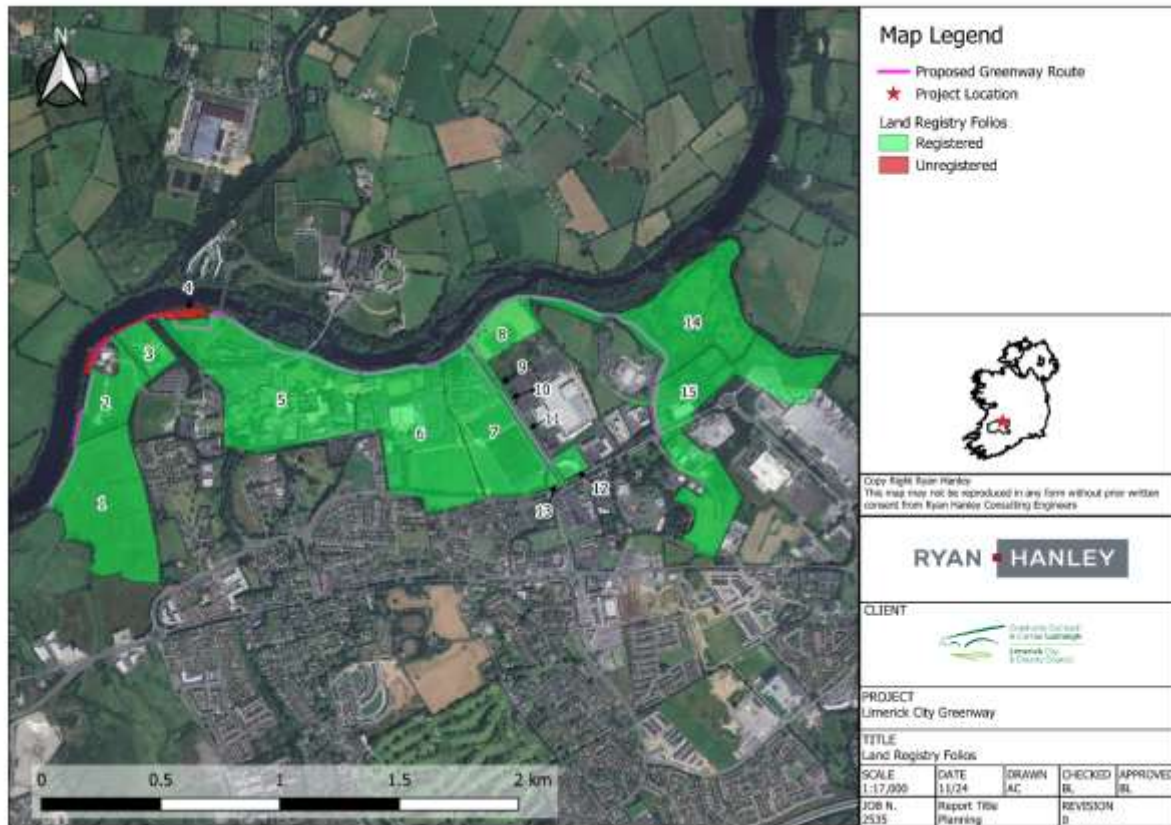 N
4
3
2
1
5
6
7
8
9
10
11
12
13
14
15
0 0.5 1 1.5 2 km
Map Legend
Proposed Greenway Route
Project Location
Land Registry Folios
Registered
Unregistered
Copy Right Ryan Hanley
This map may not be reproduced in any form without prior written
consent from Ryan Hanley Consulting Engineers
RYAN HANLEY
CLIENT
Limerick City
& County Council
PROJECT
Limerick City Greenway
TITLE
Land Registry Folios
SCALE DATE DRAWN CHECKED APPROVED
1:17,000 11/24 AC BL BL
JOB N. Report Title REVISION
2535 Planning 0